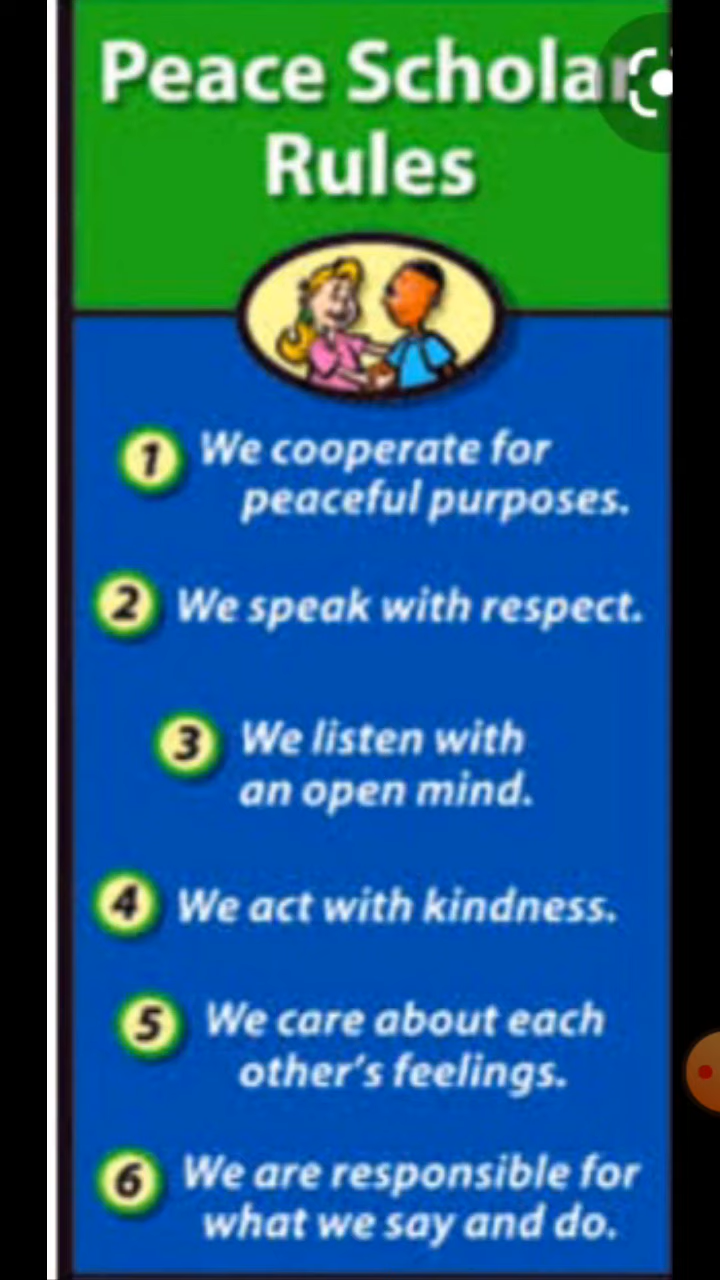 Peace Scholar
Rules
1 We cooperate for
peaceful purposes.
2 We speak with respect.
3 We listen with
an open mind.
4 We act with kindness.
5 We care about each
other's feelings.
6 We are responsible for
what we say and do.